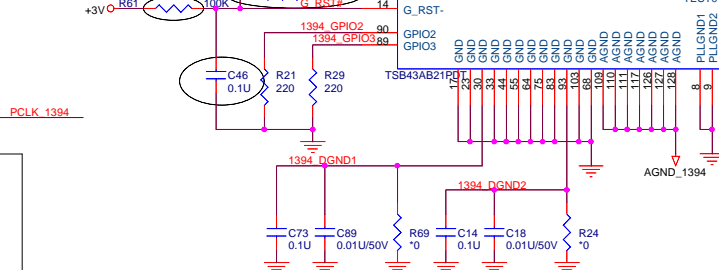 R61
100K
G_RST#
14
G_RST-
+3V
1394_GPIO2
90
GPIO2
1394_GPIO3
89
GPIO3
PLLGND1
PLLGND2
GND
GND
GND
GND
GND
GND
GND
GND
GND
GND
GND
GND
AGND
AGND
AGND
AGND
AGND
AGND
AGND
TSB43AB21PDT
17
23
30
33
44
55
64
75
83
93
103
68
109
110
111
117
126
127
128
8
9
C46
0.1U
R21
220
R29
220
PCLK_1394
1394_DGND1
AGND_1394
1394_DGND2
C73
0.1U
C89
0.01U/50V
R69
*0
C14
0.1U
C18
0.01U/50V
R24
*0